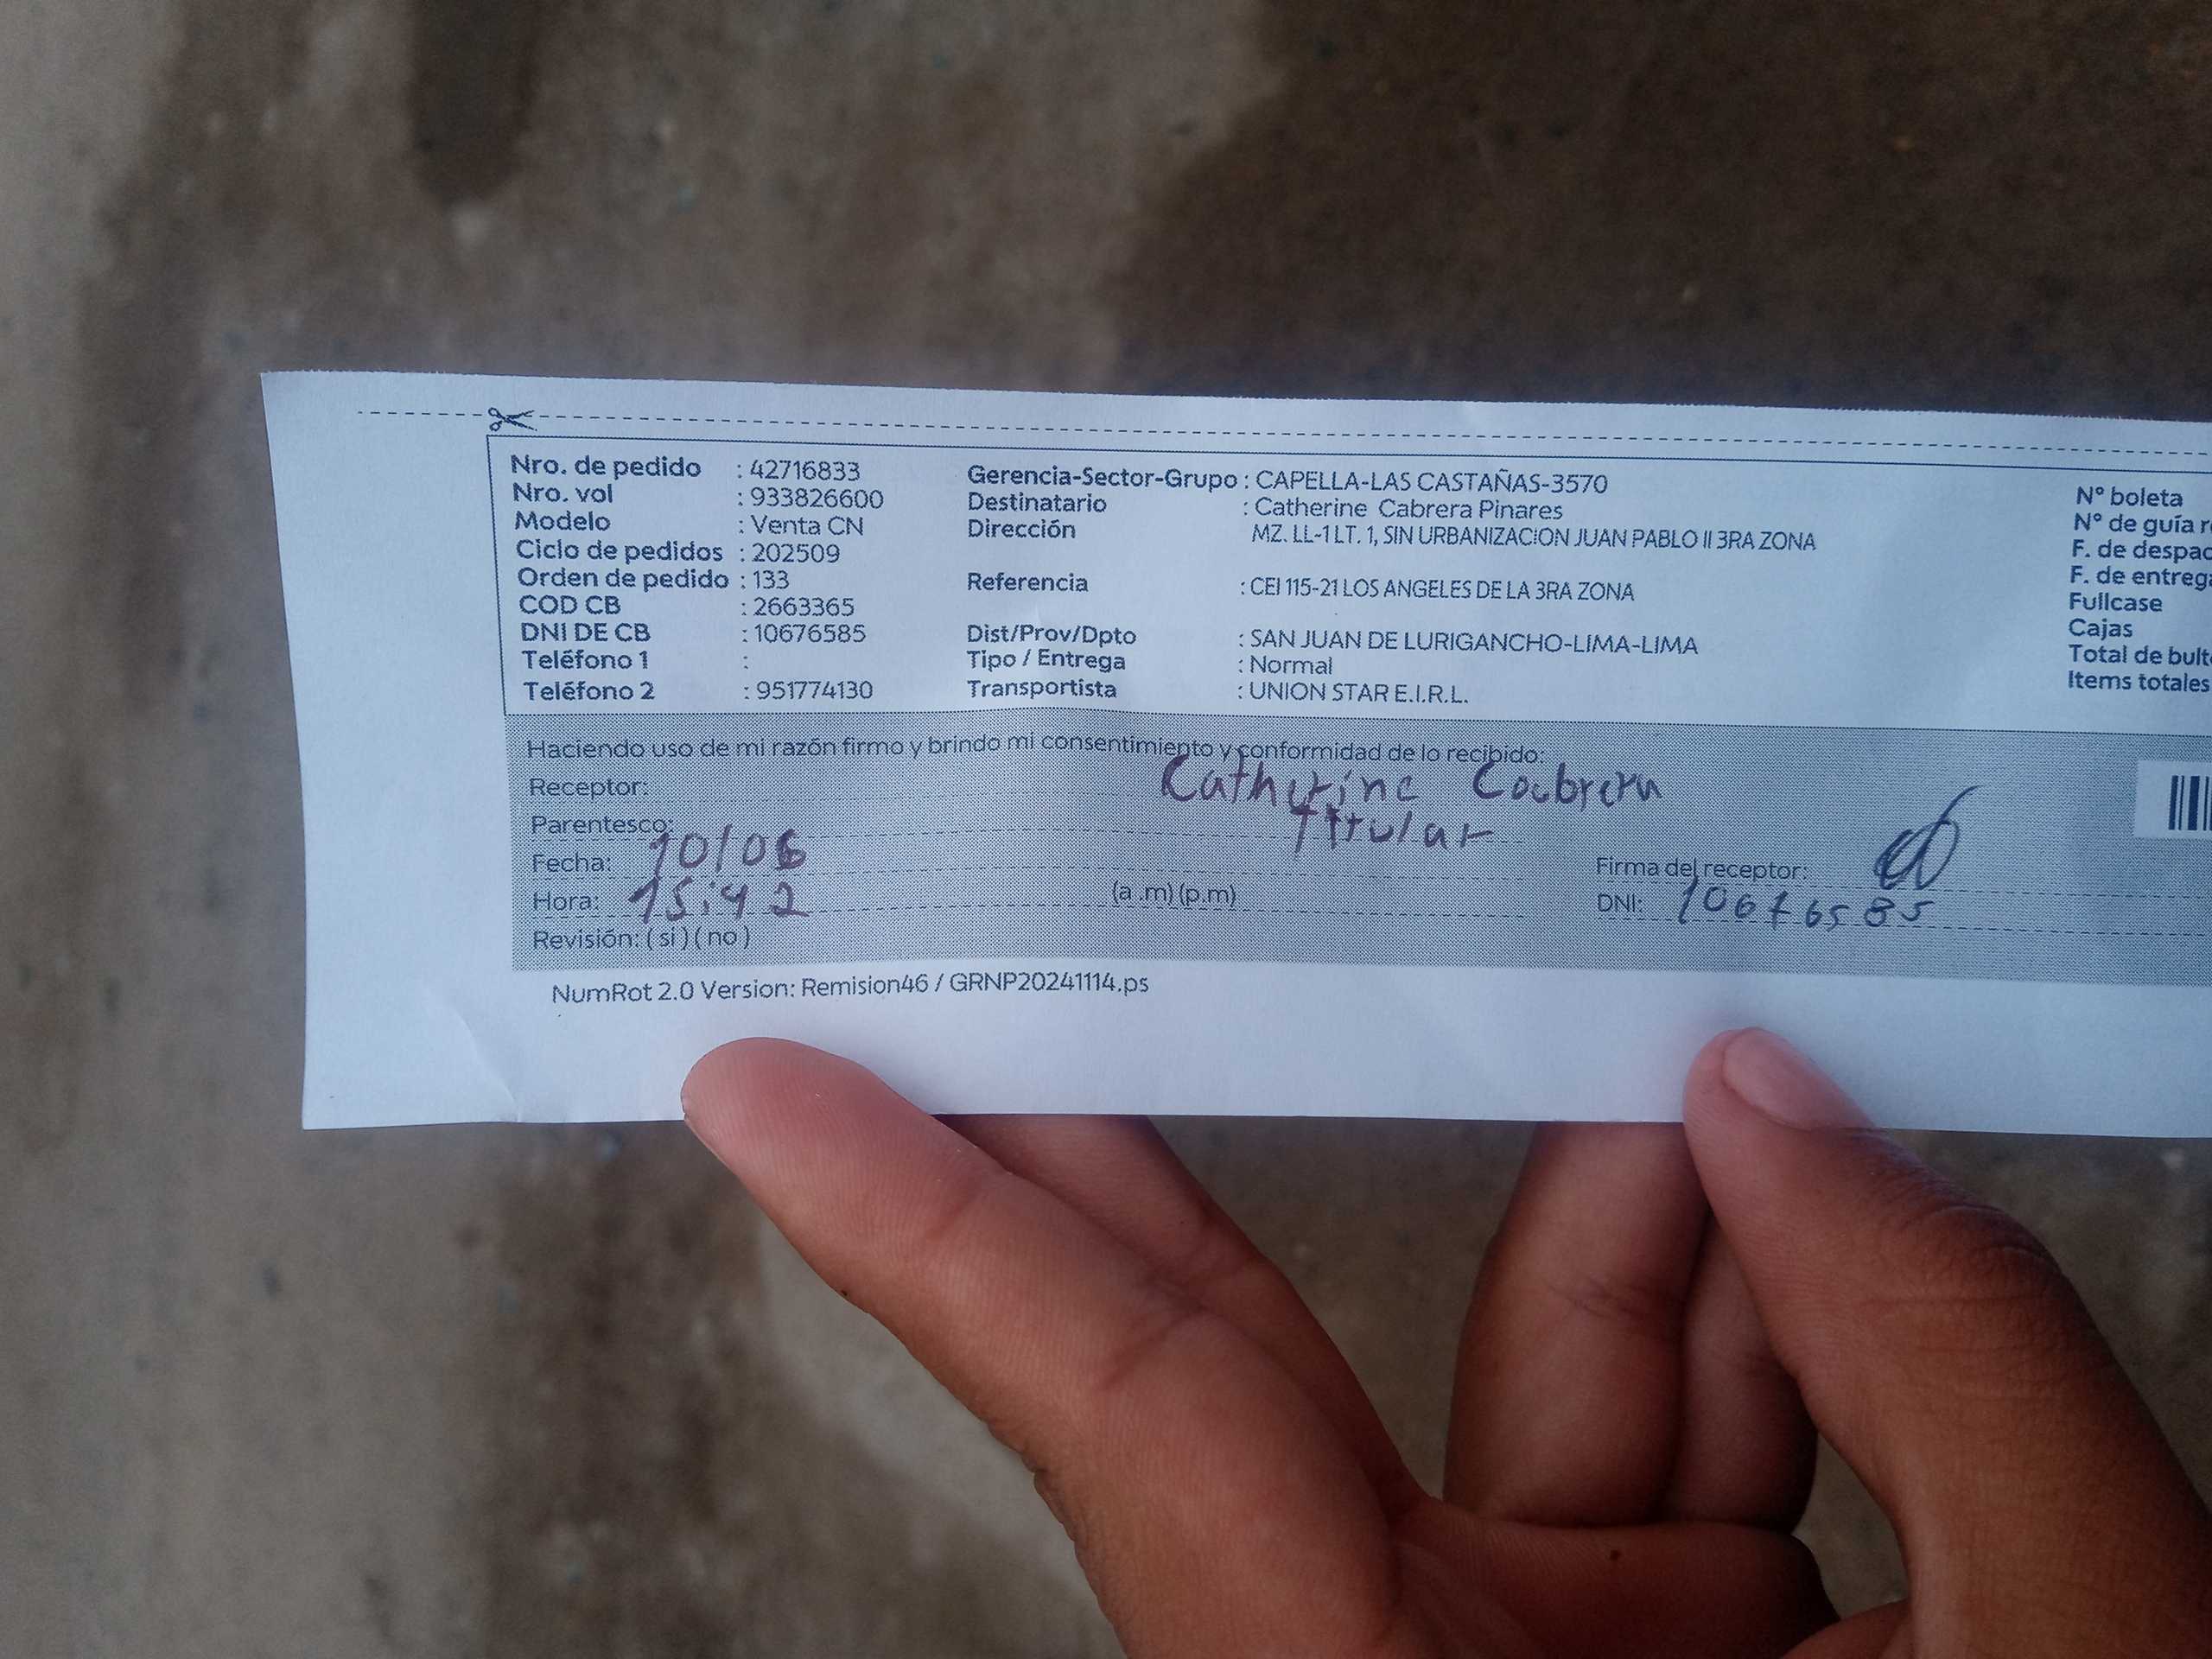 Nro. de pedido : 42716833 Gerencia-Sector-Grupo : CAPELLA-LAS CASTAÑAS-3570 N° boleta
Nro. vol : 933826600 Destinatario : Catherine Cabrera Pinares N° de guía
Modelo : Venta CN Dirección MZ. LL-1 LT. 1, SIN URBANIZACION JUAN PABLO II 3RA ZONA F. de despac
Ciclo de pedidos : 202509 F. de entrega
Orden de pedido : 133 Referencia : CEI 115-21 LOS ANGELES DE LA 3RA ZONA Fullcase
COD CB : 2663365 Cajas
DNI DE CB : 10676585 Dist/Prov/Dpto : SAN JUAN DE LURIGANCHO-LIMA-LIMA Total de bult
Teléfono 1 : Tipo / Entrega : Normal Items totales
Teléfono 2 : 951774130 Transportista : UNION STAR E.I.R.L.
Haciendo uso de mi razón firmo y brindo mi consentimiento y conformidad de lo recibido:
Receptor: Catherine Cabrera
Parentesco: Titular
Fecha: 10/06 Firma del receptor:
Hora: 15:42 (a .m) (p.m) DNI: 10676585
Revisión: ( si ) ( no )
NumRot 2.0 Version: Remision46 / GRNP20241114.ps